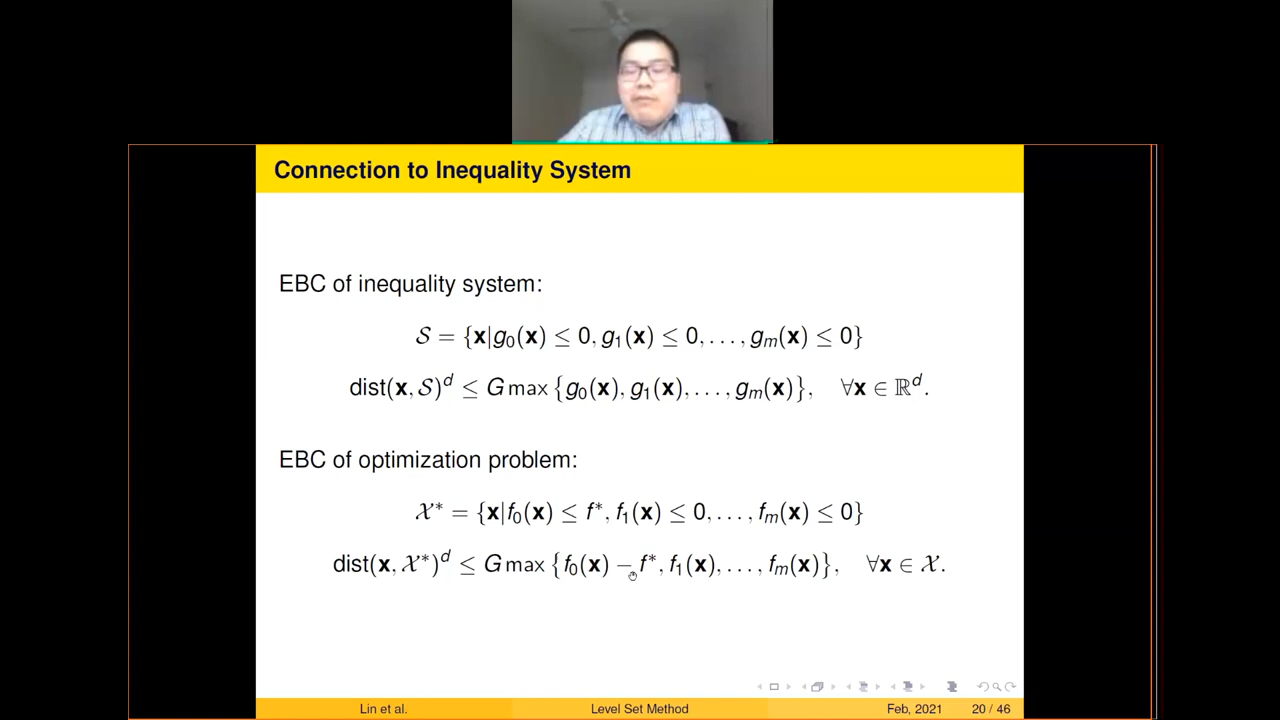 Connection to Inequality System
EBC of inequality system:
𝒮 = {𝐱|g₀(𝐱) ≤ 0, g₁(𝐱) ≤ 0, . . . , gₘ(𝐱) ≤ 0}
dist(𝐱, 𝒮)ᵈ ≤ G max {g₀(𝐱), g₁(𝐱), . . . , gₘ(𝐱)}, ∀𝐱 ∈ ℝᵈ.
EBC of optimization problem:
𝒳* = {𝐱|f₀(𝐱) ≤ f*, f₁(𝐱) ≤ 0, . . . , fₘ(𝐱) ≤ 0}
dist(𝐱, 𝒳*)ᵈ ≤ G max {f₀(𝐱) − f*, f₁(𝐱), . . . , fₘ(𝐱)}, ∀𝐱 ∈ 𝒳.
Lin et al. Level Set Method Feb, 2021 20 / 46